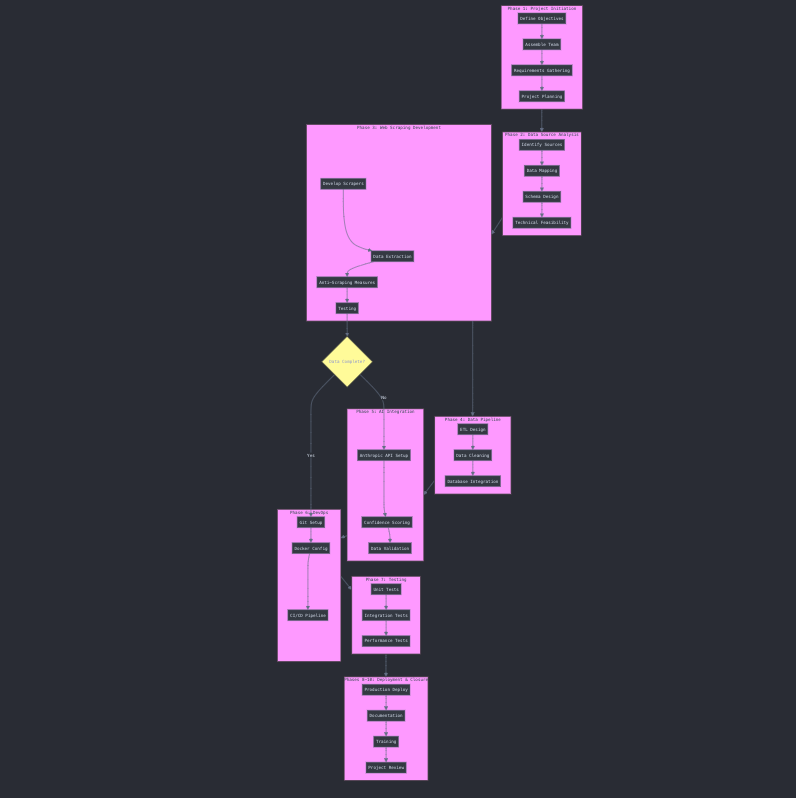 Phase 1: Project Initiation
Define Objectives
Assemble Team
Requirements Gathering
Project Planning
Phase 2: Data Source Analysis
Identify Sources
Data Mapping
Schema Design
Technical Feasibility
Phase 3: Web Scraping Development
Develop Scrapers
Data Extraction
Anti-Scraping Measures
Testing
Data Complete?
No
Yes
Phase 5: AI Integration
Anthropic API Setup
Confidence Scoring
Data Validation
Phase 4: Data Pipeline
ETL Design
Data Cleaning
Database Integration
Phase 6: DevOps
Git Setup
Docker Config
CI/CD Pipeline
Phase 7: Testing
Unit Tests
Integration Tests
Performance Tests
Phases 8-10: Deployment & Closure
Production Deploy
Documentation
Training
Project Review